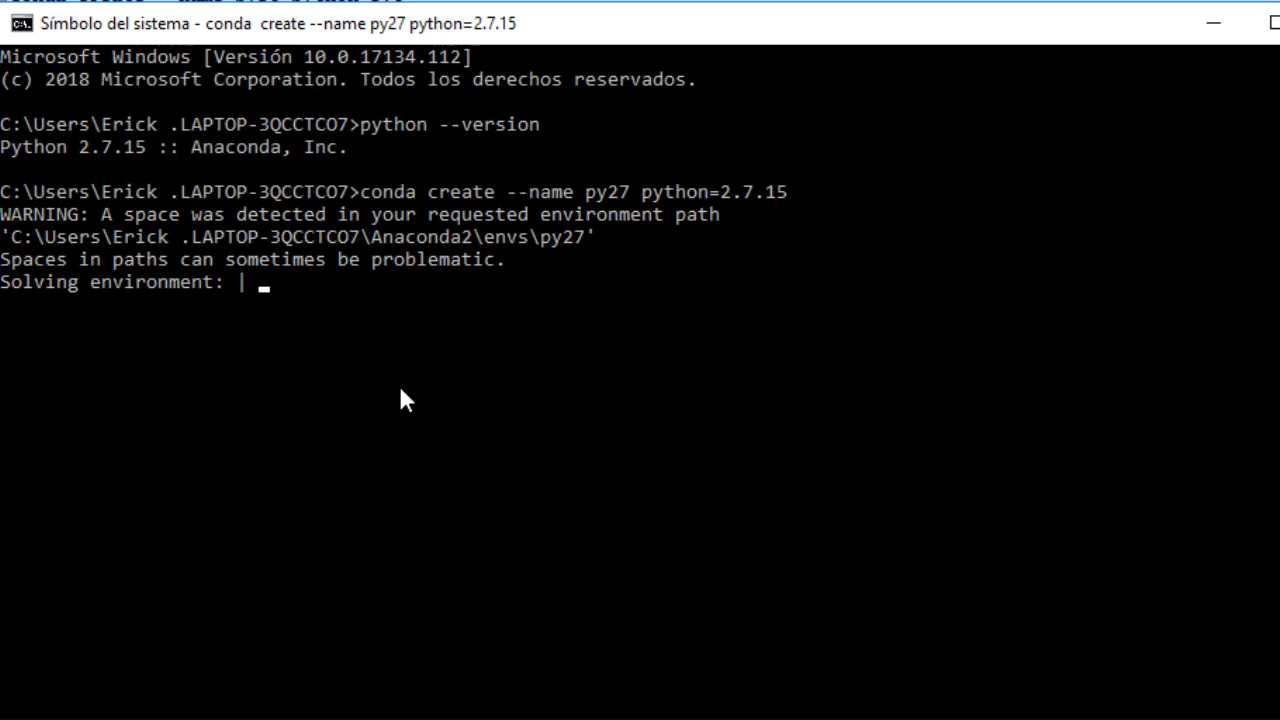 Símbolo del sistema - conda  create --name py27 python=2.7.15
Microsoft Windows [Versión 10.0.17134.112]
(c) 2018 Microsoft Corporation. Todos los derechos reservados.
C:\Users\Erick .LAPTOP-3QCCTCO7>python --version
Python 2.7.15 :: Anaconda, Inc.
C:\Users\Erick .LAPTOP-3QCCTCO7>conda create --name py27 python=2.7.15
WARNING: A space was detected in your requested environment path
'C:\Users\Erick .LAPTOP-3QCCTCO7\Anaconda2\envs\py27'
Spaces in paths can sometimes be problematic.
Solving environment: |